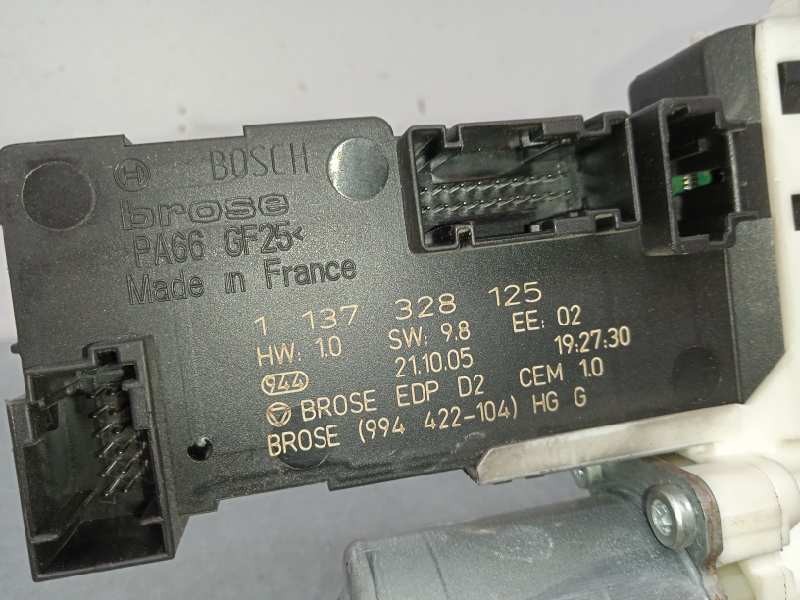 BOSCH
brose
>PA66 GF25<
Made in France
1 137 328 125
HW: 1.0 SW: 9.8 EE: 02
21.10.05 19:27:30
944
BROSE EDP D2 CEM 1.0
BROSE (994 422-104) HG G